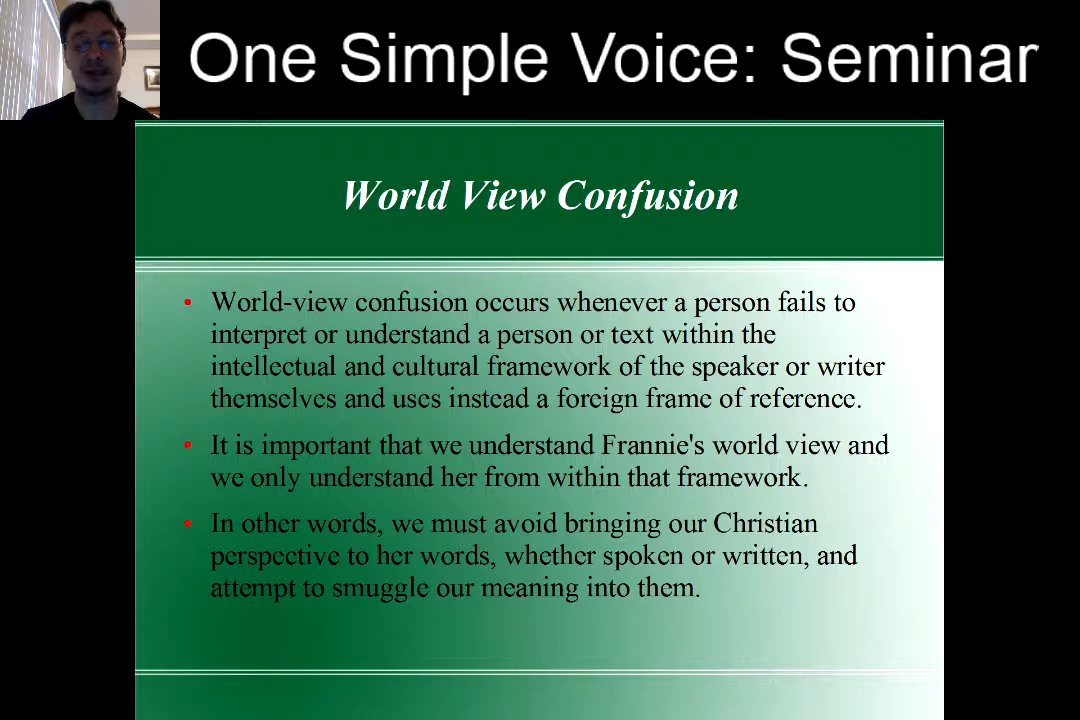 One Simple Voice: Seminar
World View Confusion
• World-view confusion occurs whenever a person fails to
interpret or understand a person or text within the
intellectual and cultural framework of the speaker or writer
themselves and uses instead a foreign frame of reference.
• It is important that we understand Frannie's world view and
we only understand her from within that framework.
• In other words, we must avoid bringing our Christian
perspective to her words, whether spoken or written, and
attempt to smuggle our meaning into them.